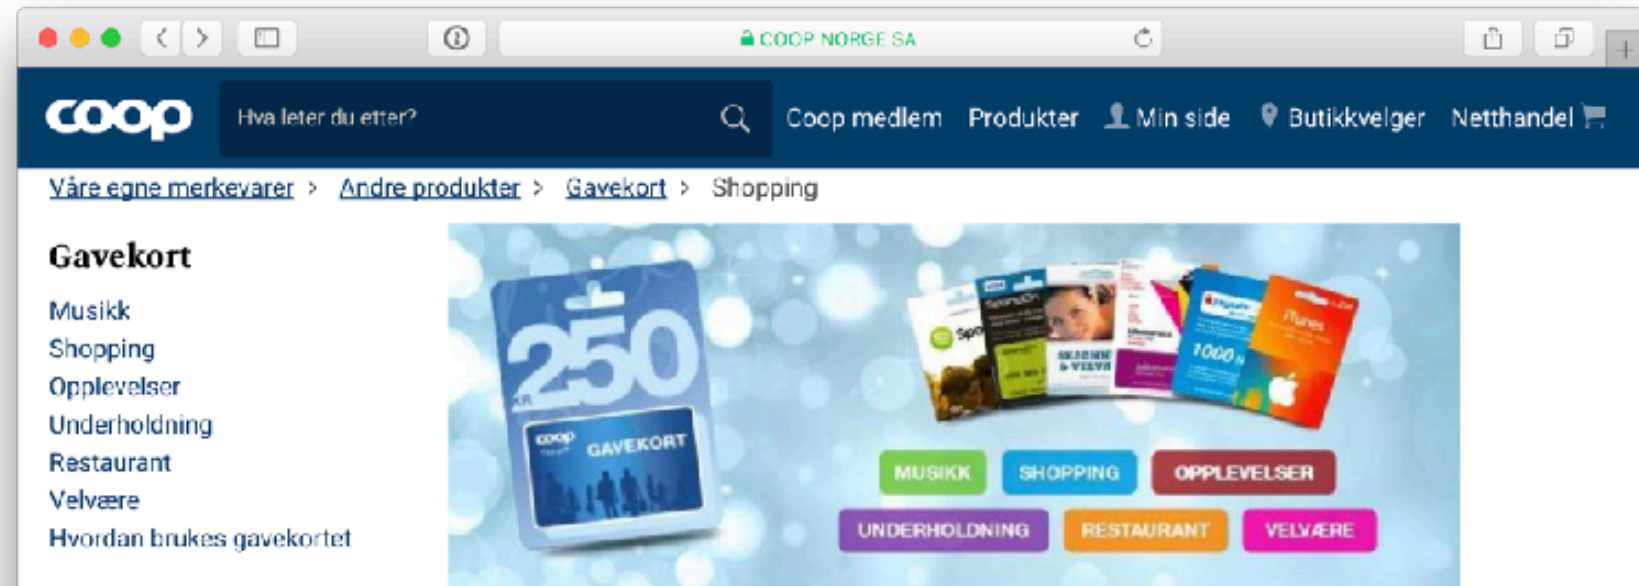 COOP NORGE SA
coop
Hva leter du etter?
Coop medlem
Produkter
Min side
Butikkvelger
Netthandel
Våre egne merkevarer > Andre produkter > Gavekort > Shopping
Gavekort
Musikk
Shopping
Opplevelser
Underholdning
Restaurant
Velvære
Hvordan brukes gavekortet
KR 250
coop
GAVEKORT
iTunes
1000
MUSIKK
SHOPPING
OPPLEVELSER
UNDERHOLDNING
RESTAURANT
VELVÆRE